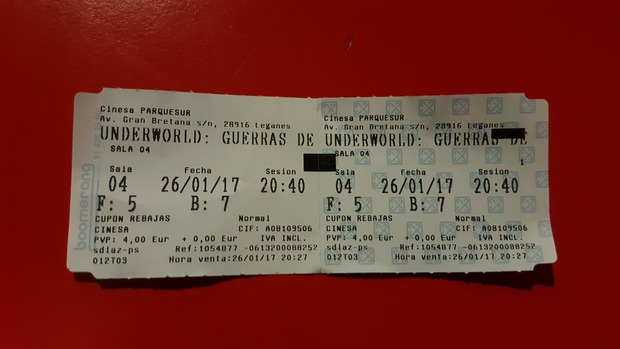 Cinesa PARQUESUR
Av. Gran Bretana s/n, 28916 Leganes
UNDERWORLD: GUERRAS DE
SALA 04
Sala Fecha Sesion
04 26/01/17 20:40
F: 5 B: 7
CUPON REBAJAS Normal
CINESA CIF: A08109506
PVP: 4,00 Eur + 0,00 Eur IVA INCL.
sdlaz-ps Ref:1054877 -0613200088252
012T03 Hora venta:26/01/17 20:27
boomerang
Cinesa PARQUESUR
Av. Gran Bretana s/n, 28916 Leganes
UNDERWORLD: GUERRAS DE
SALA 04
1
Sala Fecha Sesion
04 26/01/17 20:40
F: 5 B: 7
CUPON REBAJAS Normal
CINESA CIF: A08109506
PVP: 4,00 Eur + 0,00 Eur IVA INCL.
sdlaz-ps Ref:1054877 -0613200088252
012T03 Hora venta:26/01/17 20:27